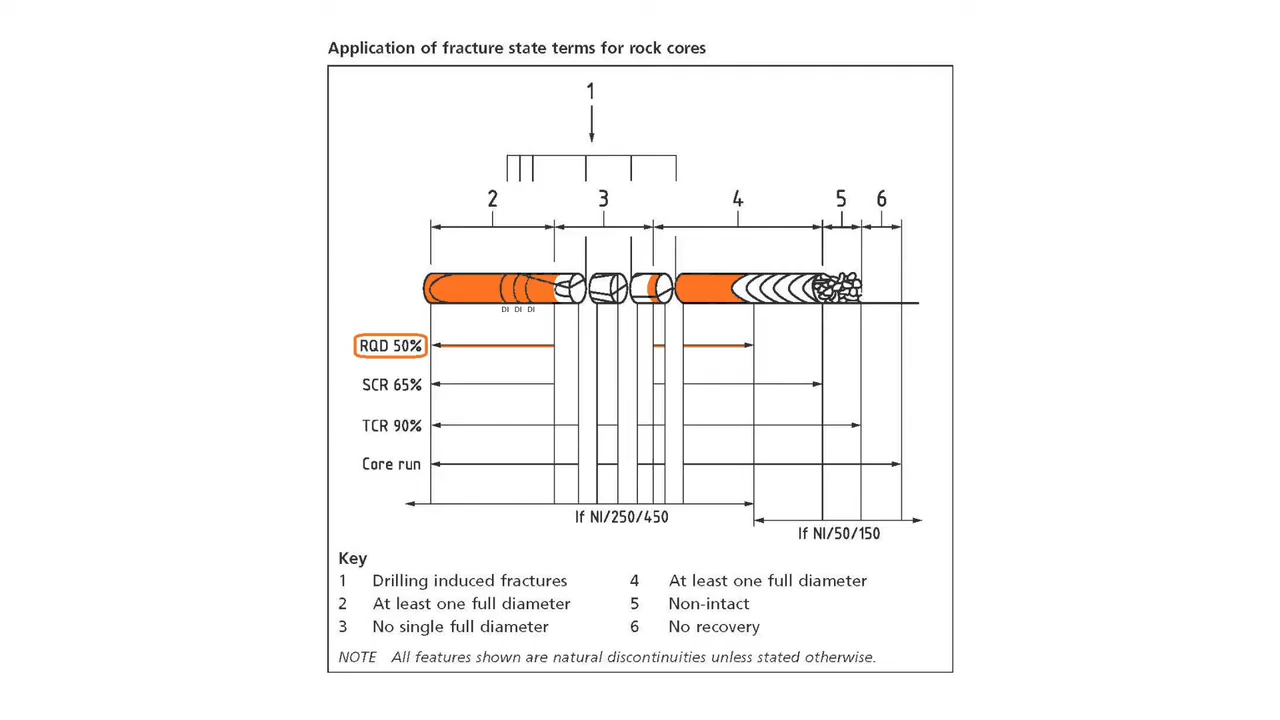 Application of fracture state terms for rock cores
1
2 3 4 5 6
DI DI DI
RQD 50%
SCR 65%
TCR 90%
Core run
If NI/250/450
If NI/50/150
Key
1 Drilling induced fractures
2 At least one full diameter
3 No single full diameter
4 At least one full diameter
5 Non-intact
6 No recovery
NOTE All features shown are natural discontinuities unless stated otherwise.